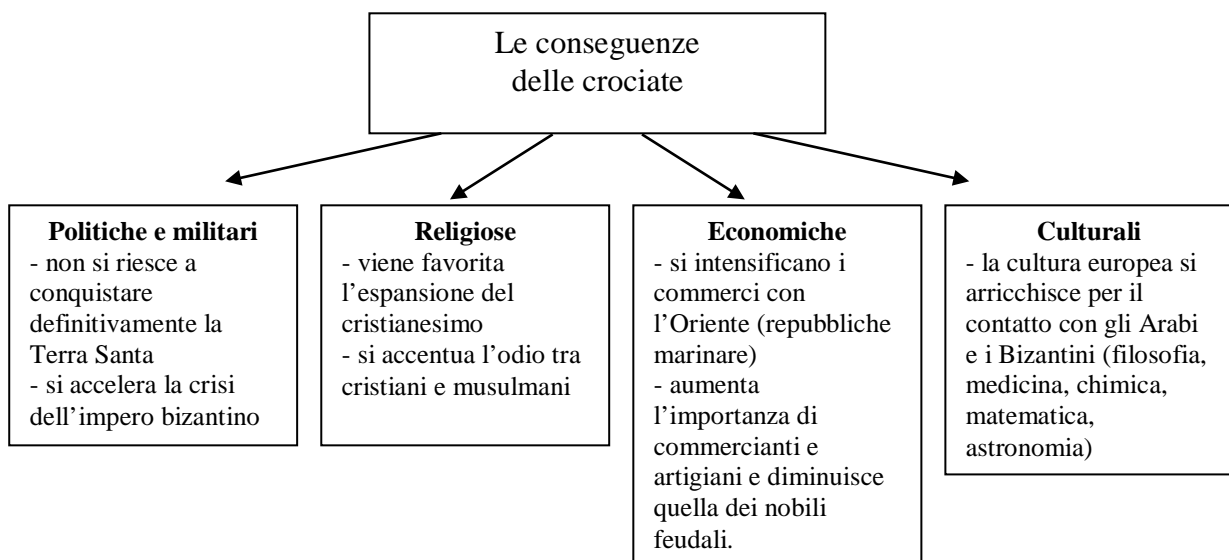 Le conseguenze
delle crociate
Politiche e militari
- non si riesce a
conquistare
definitivamente la
Terra Santa
- si accelera la crisi
dell’impero bizantino
Religiose
- viene favorita
l’espansione del
cristianesimo
- si accentua l’odio tra
cristiani e musulmani
Economiche
- si intensificano i
commerci con
l’Oriente (repubbliche
marinare)
- aumenta
l’importanza di
commercianti e
artigiani e diminuisce
quella dei nobili
feudali.
Culturali
- la cultura europea si
arricchisce per il
contatto con gli Arabi
e i Bizantini (filosofia,
medicina, chimica,
matematica,
astronomia)